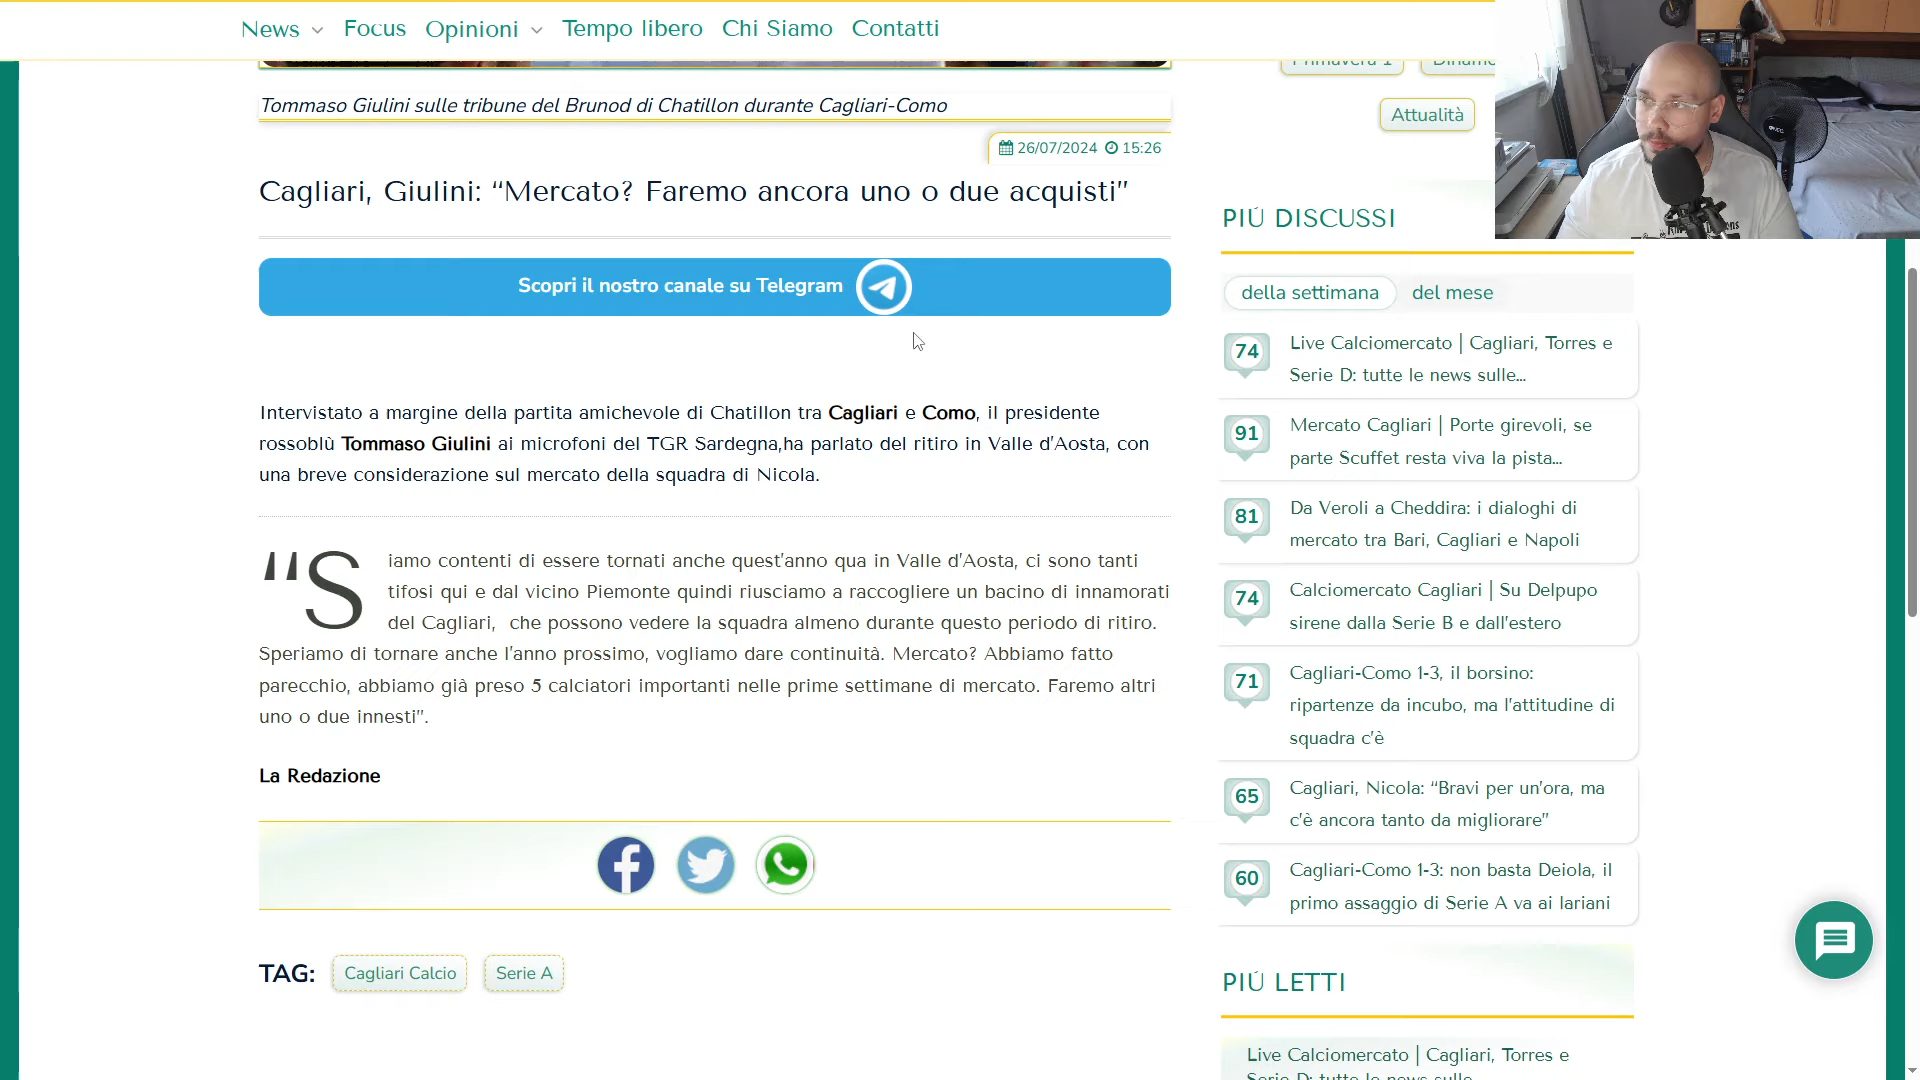 News
Focus
Opinioni
Tempo libero
Chi Siamo
Contatti
Tommaso Giulini sulle tribune del Brunod di Chatillon durante Cagliari-Como
26/07/2024 15:26
Cagliari, Giulini: “Mercato? Faremo ancora uno o due acquisti”
Scopri il nostro canale su Telegram
Intervistato a margine della partita amichevole di Chatillon tra Cagliari e Como, il presidente
rossoblù Tommaso Giulini ai microfoni del TGR Sardegna,ha parlato del ritiro in Valle d’Aosta, con
una breve considerazione sul mercato della squadra di Nicola.
“Siamo contenti di essere tornati anche quest’anno qua in Valle d’Aosta, ci sono tanti
tifosi qui e dal vicino Piemonte quindi riusciamo a raccogliere un bacino di innamorati
del Cagliari, che possono vedere la squadra almeno durante questo periodo di ritiro.
Speriamo di tornare anche l’anno prossimo, vogliamo dare continuità. Mercato? Abbiamo fatto
parecchio, abbiamo già preso 5 calciatori importanti nelle prime settimane di mercato. Faremo altri
uno o due innesti”.
La Redazione
TAG:
Cagliari Calcio
Serie A
Primavera 1
Attualità
PIÙ DISCUSSI
della settimana
del mese
74
Live Calciomercato | Cagliari, Torres e
Serie D: tutte le news sulle...
91
Mercato Cagliari | Porte girevoli, se
parte Scuffet resta viva la pista...
81
Da Veroli a Cheddira: i dialoghi di
mercato tra Bari, Cagliari e Napoli
74
Calciomercato Cagliari | Su Delpupo
sirene dalla Serie B e dall’estero
71
Cagliari-Como 1-3, il borsino:
ripartenze da incubo, ma l’attitudine di
squadra c’è
65
Cagliari, Nicola: “Bravi per un’ora, ma
c’è ancora tanto da migliorare”
60
Cagliari-Como 1-3: non basta Deiola, il
primo assaggio di Serie A va ai lariani
PIÙ LETTI
Live Calciomercato | Cagliari, Torres e
Serie D: tutte le news sulle